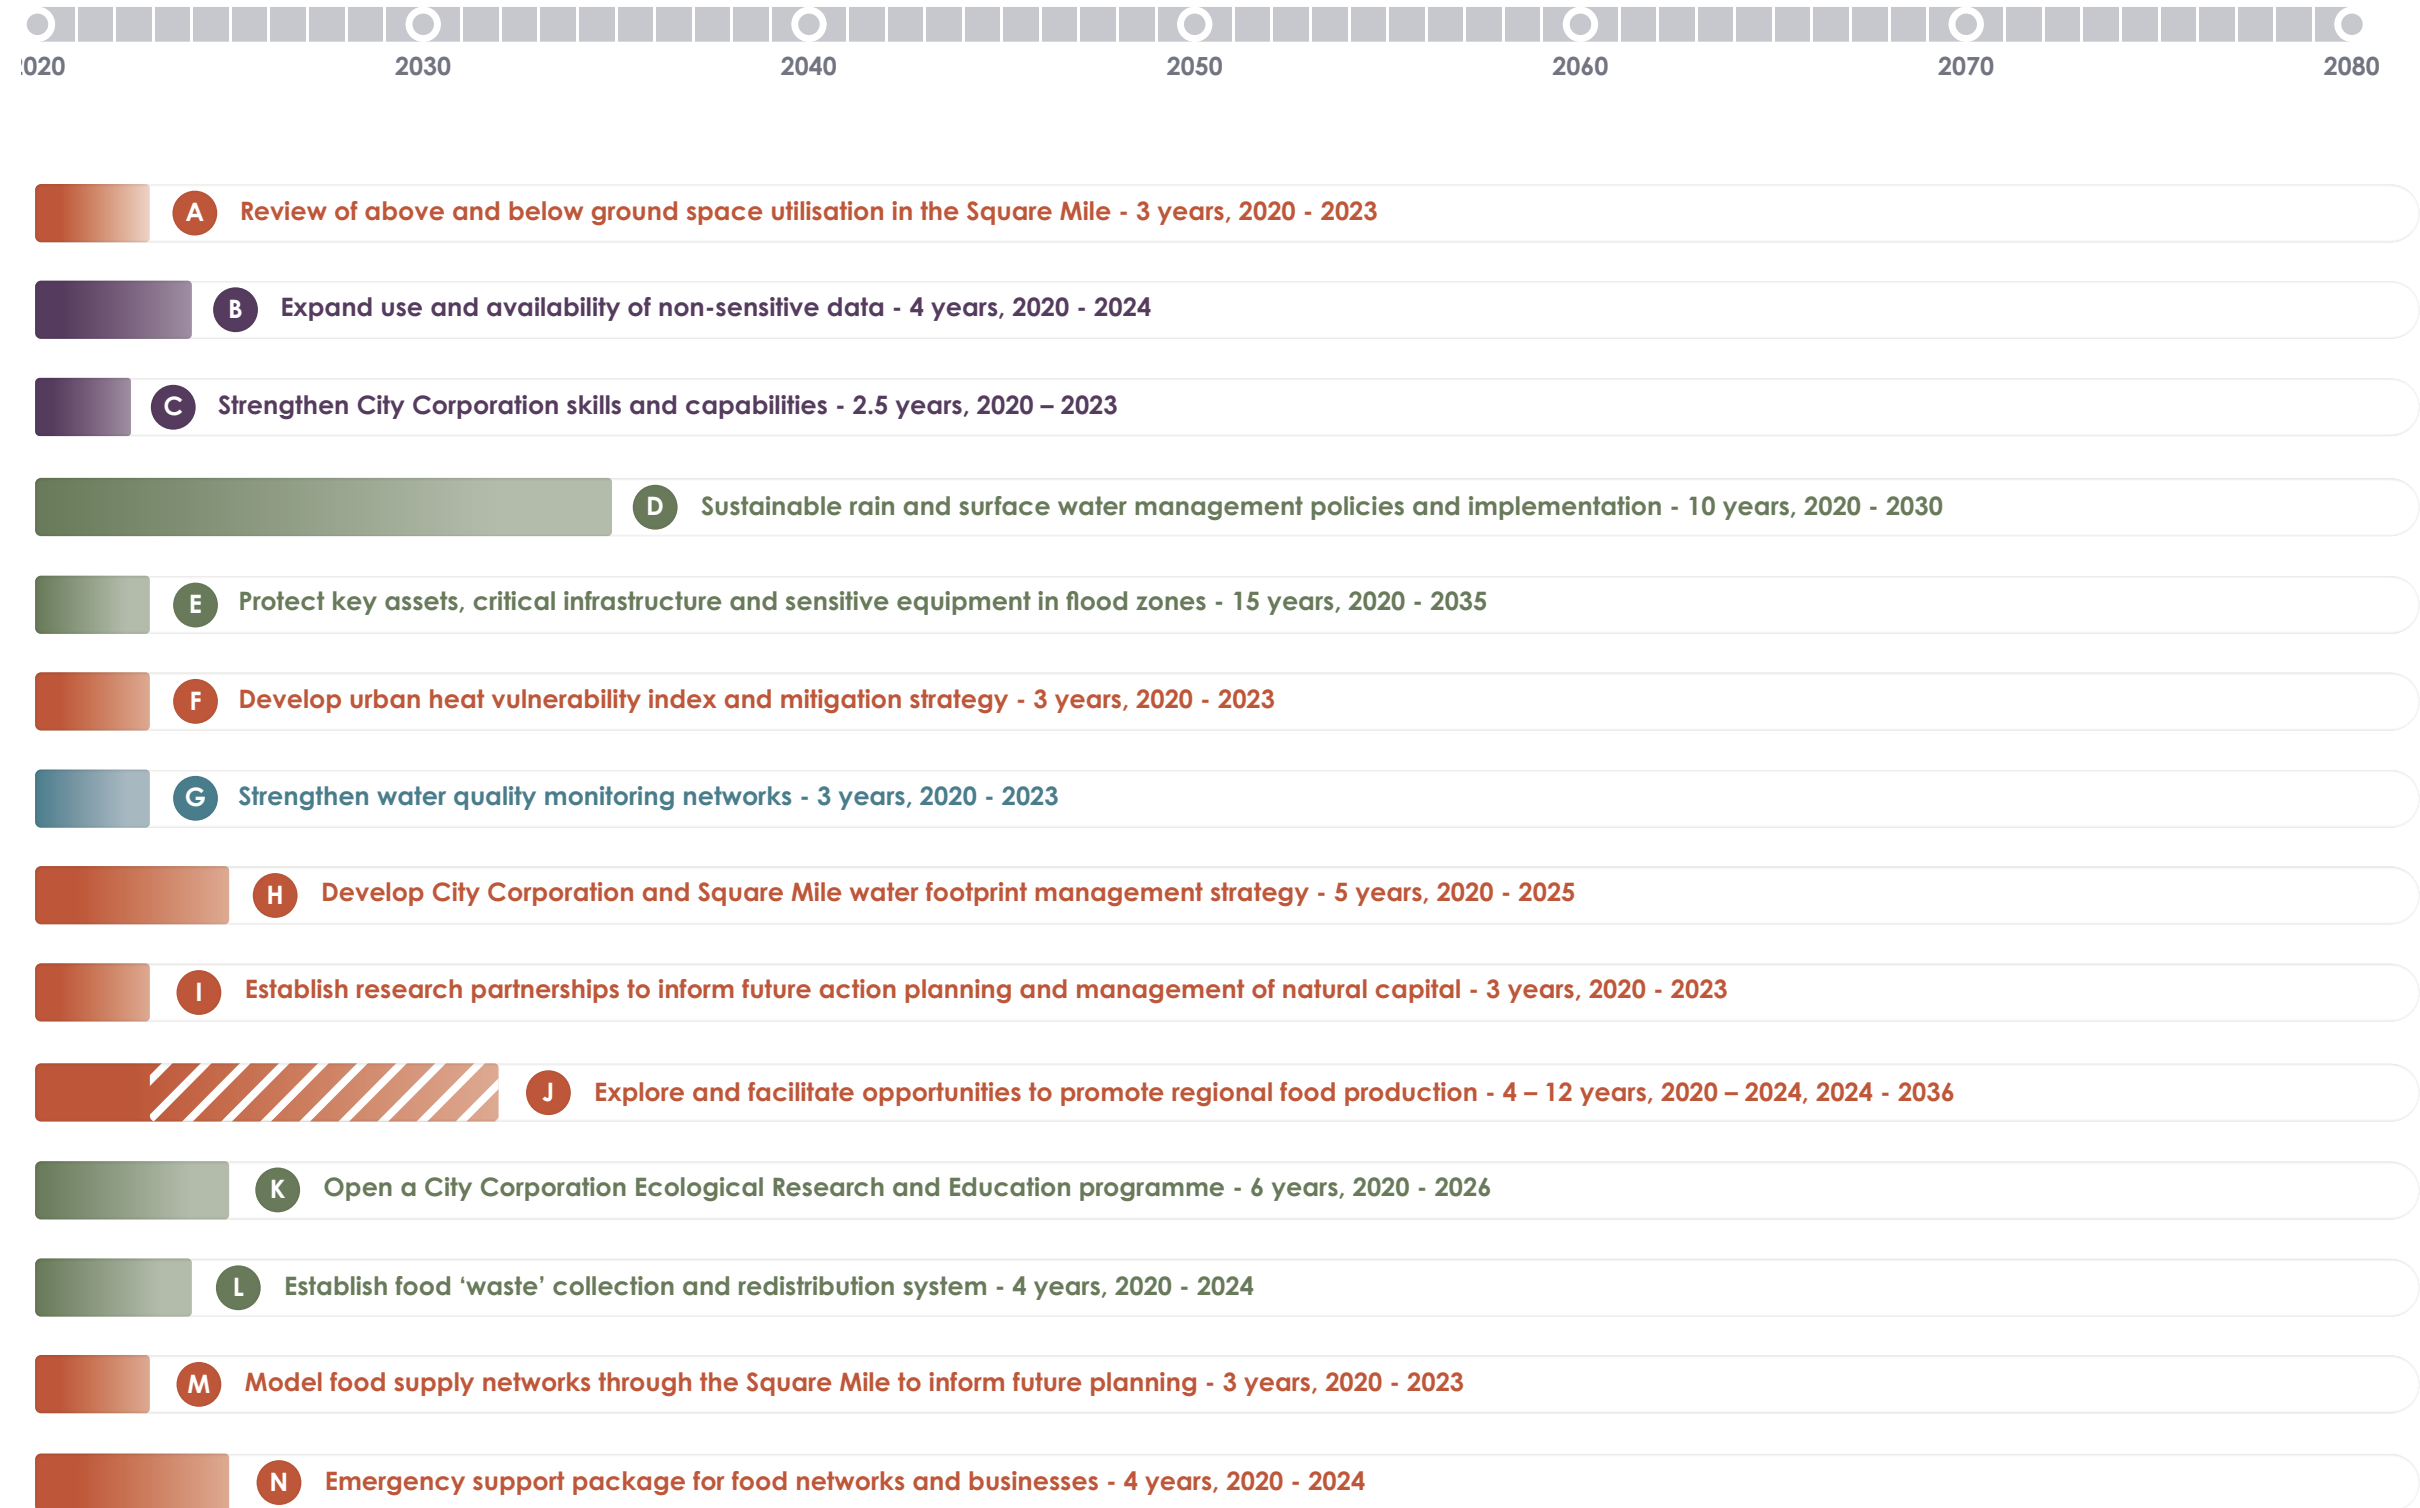 2020 2030 2040 2050 2060 2070 2080
A Review of above and below ground space utilisation in the Square Mile - 3 years, 2020 - 2023
B Expand use and availability of non-sensitive data - 4 years, 2020 - 2024
C Strengthen City Corporation skills and capabilities - 2.5 years, 2020 – 2023
D Sustainable rain and surface water management policies and implementation - 10 years, 2020 - 2030
E Protect key assets, critical infrastructure and sensitive equipment in flood zones - 15 years, 2020 - 2035
F Develop urban heat vulnerability index and mitigation strategy - 3 years, 2020 - 2023
G Strengthen water quality monitoring networks - 3 years, 2020 - 2023
H Develop City Corporation and Square Mile water footprint management strategy - 5 years, 2020 - 2025
I Establish research partnerships to inform future action planning and management of natural capital - 3 years, 2020 - 2023
J Explore and facilitate opportunities to promote regional food production - 4 – 12 years, 2020 – 2024, 2024 - 2036
K Open a City Corporation Ecological Research and Education programme - 6 years, 2020 - 2026
L Establish food ‘waste’ collection and redistribution system - 4 years, 2020 - 2024
M Model food supply networks through the Square Mile to inform future planning - 3 years, 2020 - 2023
N Emergency support package for food networks and businesses - 4 years, 2020 - 2024